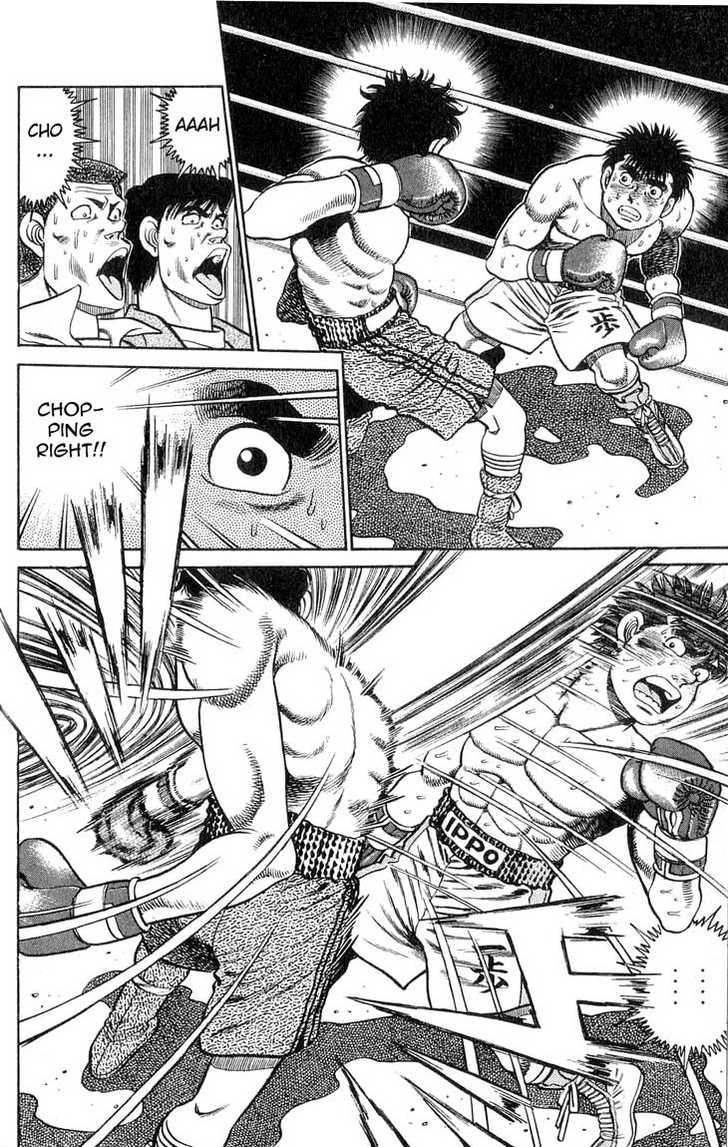 歩
AAAH
CHO
...
CHOP-
PING
RIGHT!!
IPPO
歩
......